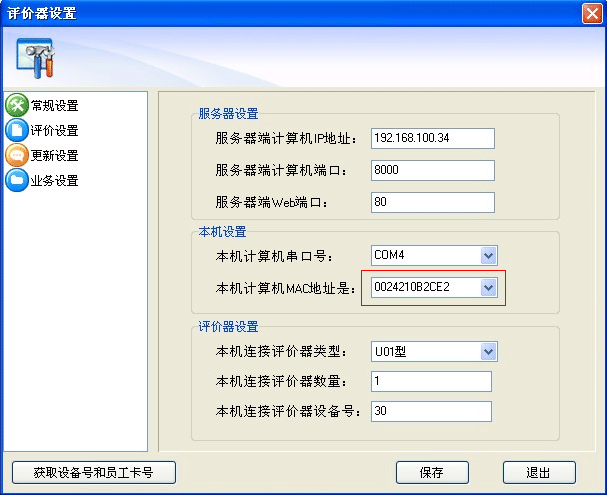 评价器设置
常规设置
评价设置
更新设置
业务设置
服务器设置
服务器端计算机IP地址： 192.168.100.34
服务器端计算机端口： 8000
服务器端Web端口： 80
本机设置
本机计算机串口号： COM4
本机计算机MAC地址是： 0024210B2CE2
评价器设置
本机连接评价器类型： U01型
本机连接评价器数量： 1
本机连接评价器设备号： 30
获取设备号和员工卡号 保存 退出